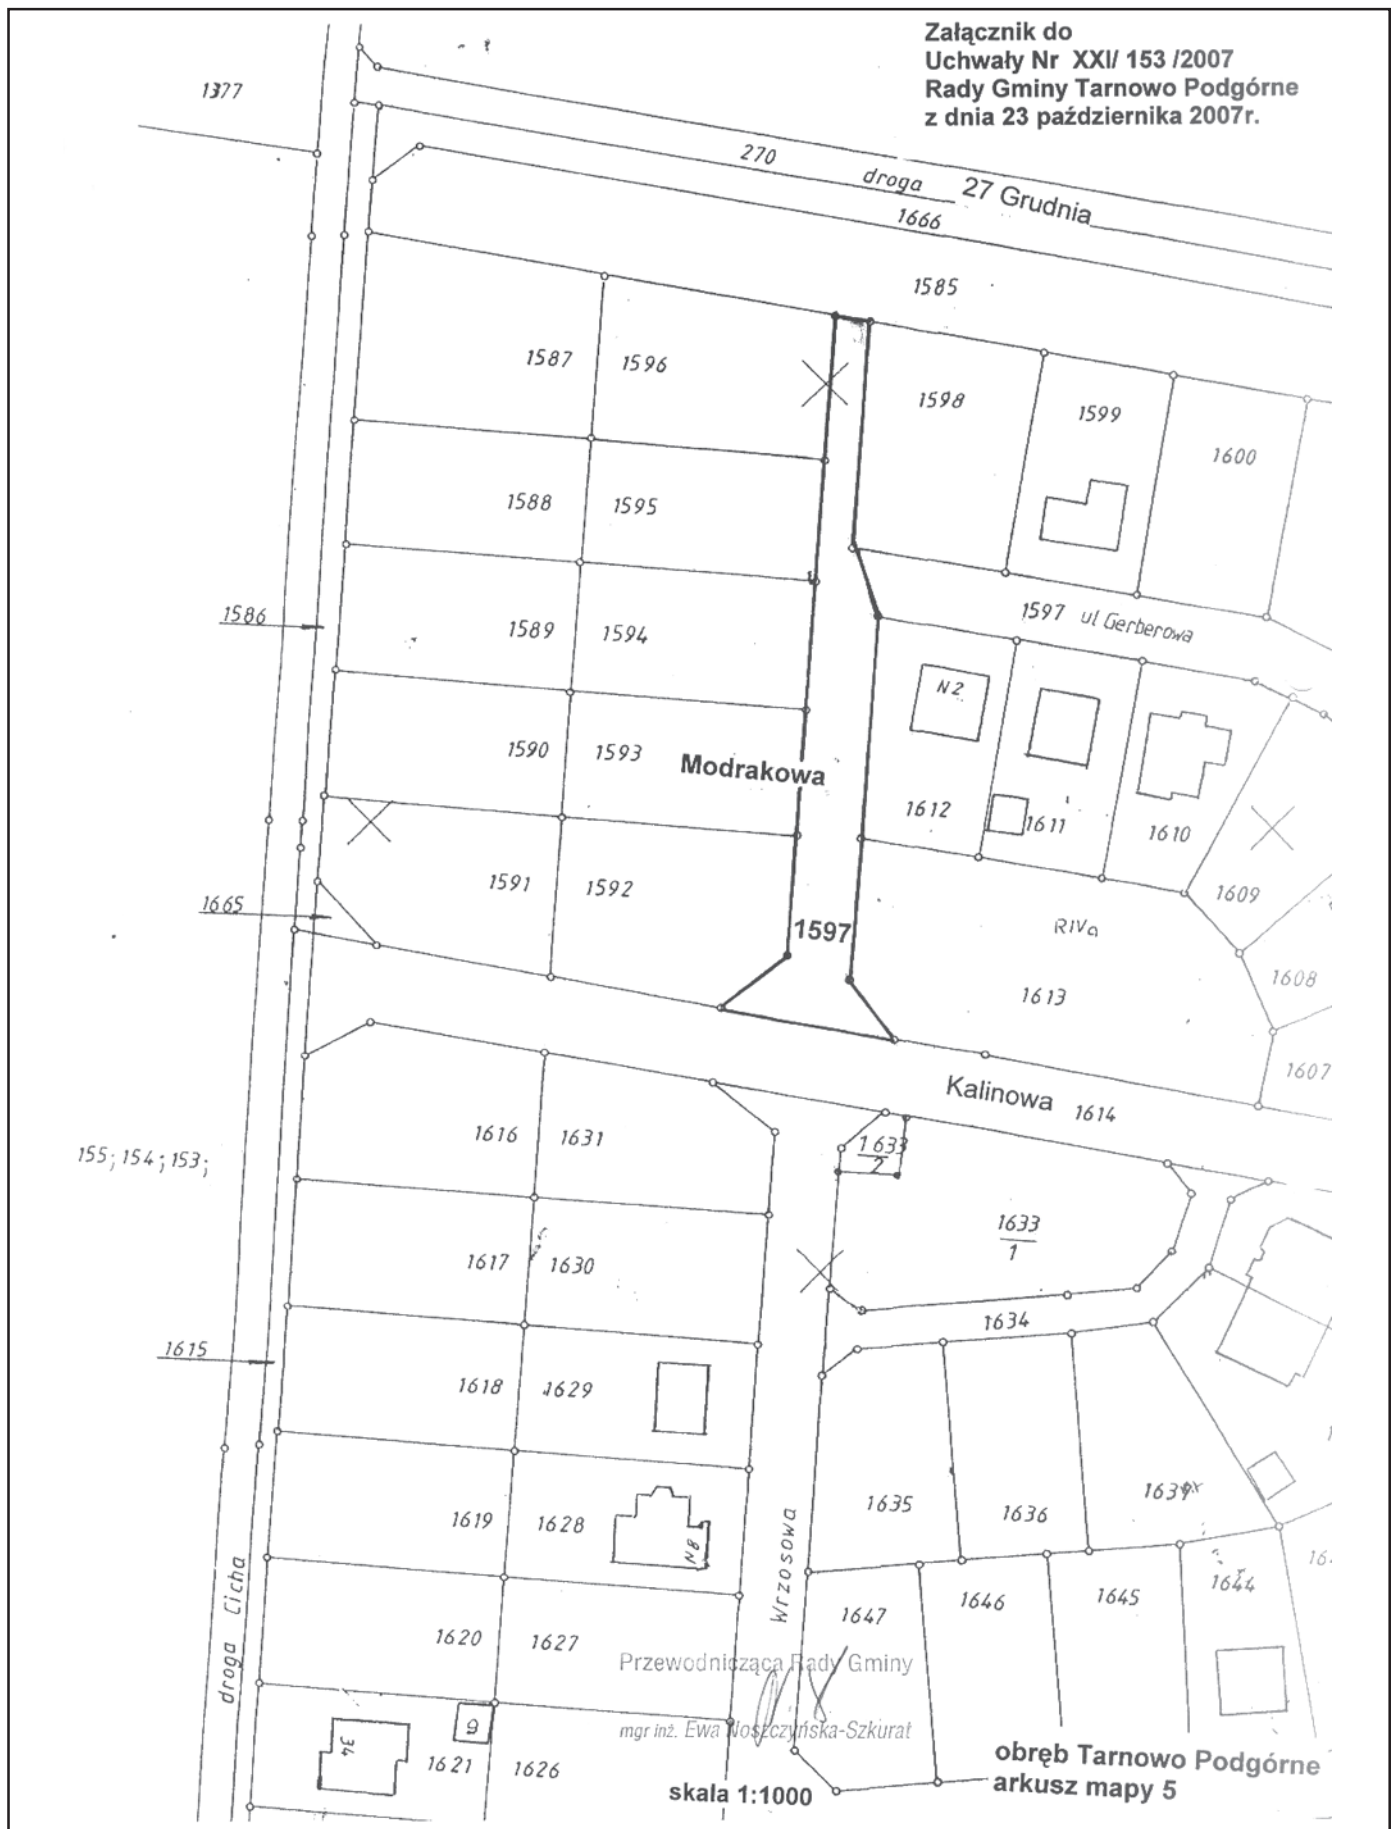 Załącznik do
Uchwały Nr XXI/ 153 /2007
Rady Gminy Tarnowo Podgórne
z dnia 23 października 2007r.
1377
270
droga 27 Grudnia
1666
1585
1587 1596
1598
1599
1600
1588 1595
1586
1589 1594
1597 ul Gerberowa
N2
1590 1593
Modrakowa
1612
1611
1610
1591 1592
1609
1665
1597
RIVa
1608
1613
1607
Kalinowa 1614
1616 1631
1633
2
155; 154; 153;
1633
1
1617 1630
1634
1615
1618 1629
1635
1636
1619 1628
N8
Wrzosowa
droga Cicha
1644
1645
1646
1647
1620 1627
Przewodnicząca Rady Gminy
mgr inż. Ewa Noszczyńska-Szkurat
34
1621 1626
obręb Tarnowo Podgórne
arkusz mapy 5
skala 1:1000